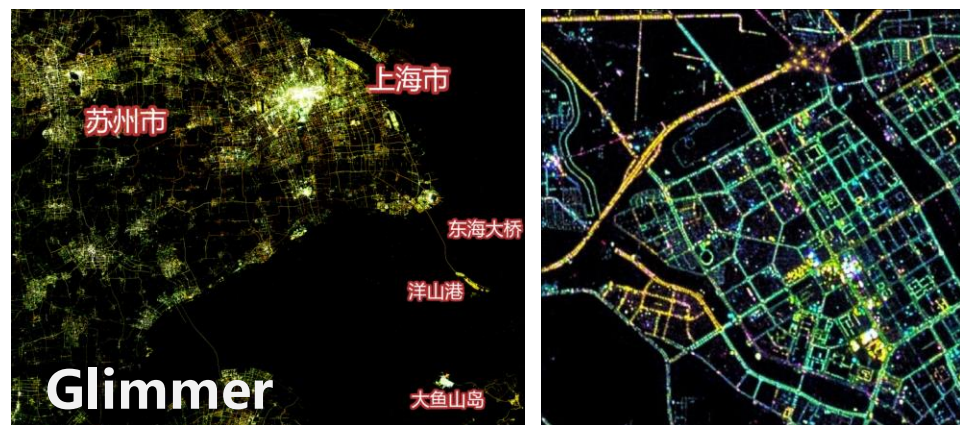 上海市
苏州市
东海大桥
洋山港
Glimmer
大鱼山岛